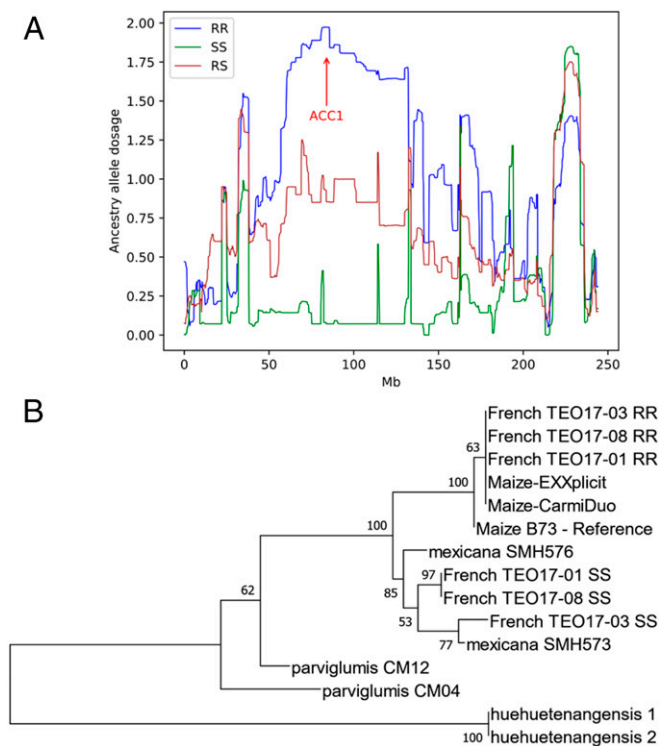 A
RR
SS
RS
2.00
1.75
1.50
1.25
1.00
0.75
0.50
0.25
0.00
Ancestry allele dosage
ACC1
0
50
100
150
200
250
Mb
B
French TEO17-03 RR
French TEO17-08 RR
63
French TEO17-01 RR
100
Maize-EXXplicit
Maize-CarmiDuo
100
Maize B73 - Reference
mexicana SMH576
97
French TEO17-01 SS
85
French TEO17-08 SS
62
53
French TEO17-03 SS
77
mexicana SMH573
parviglumis CM12
parviglumis CM04
huehuetenangensis 1
100
huehuetenangensis 2